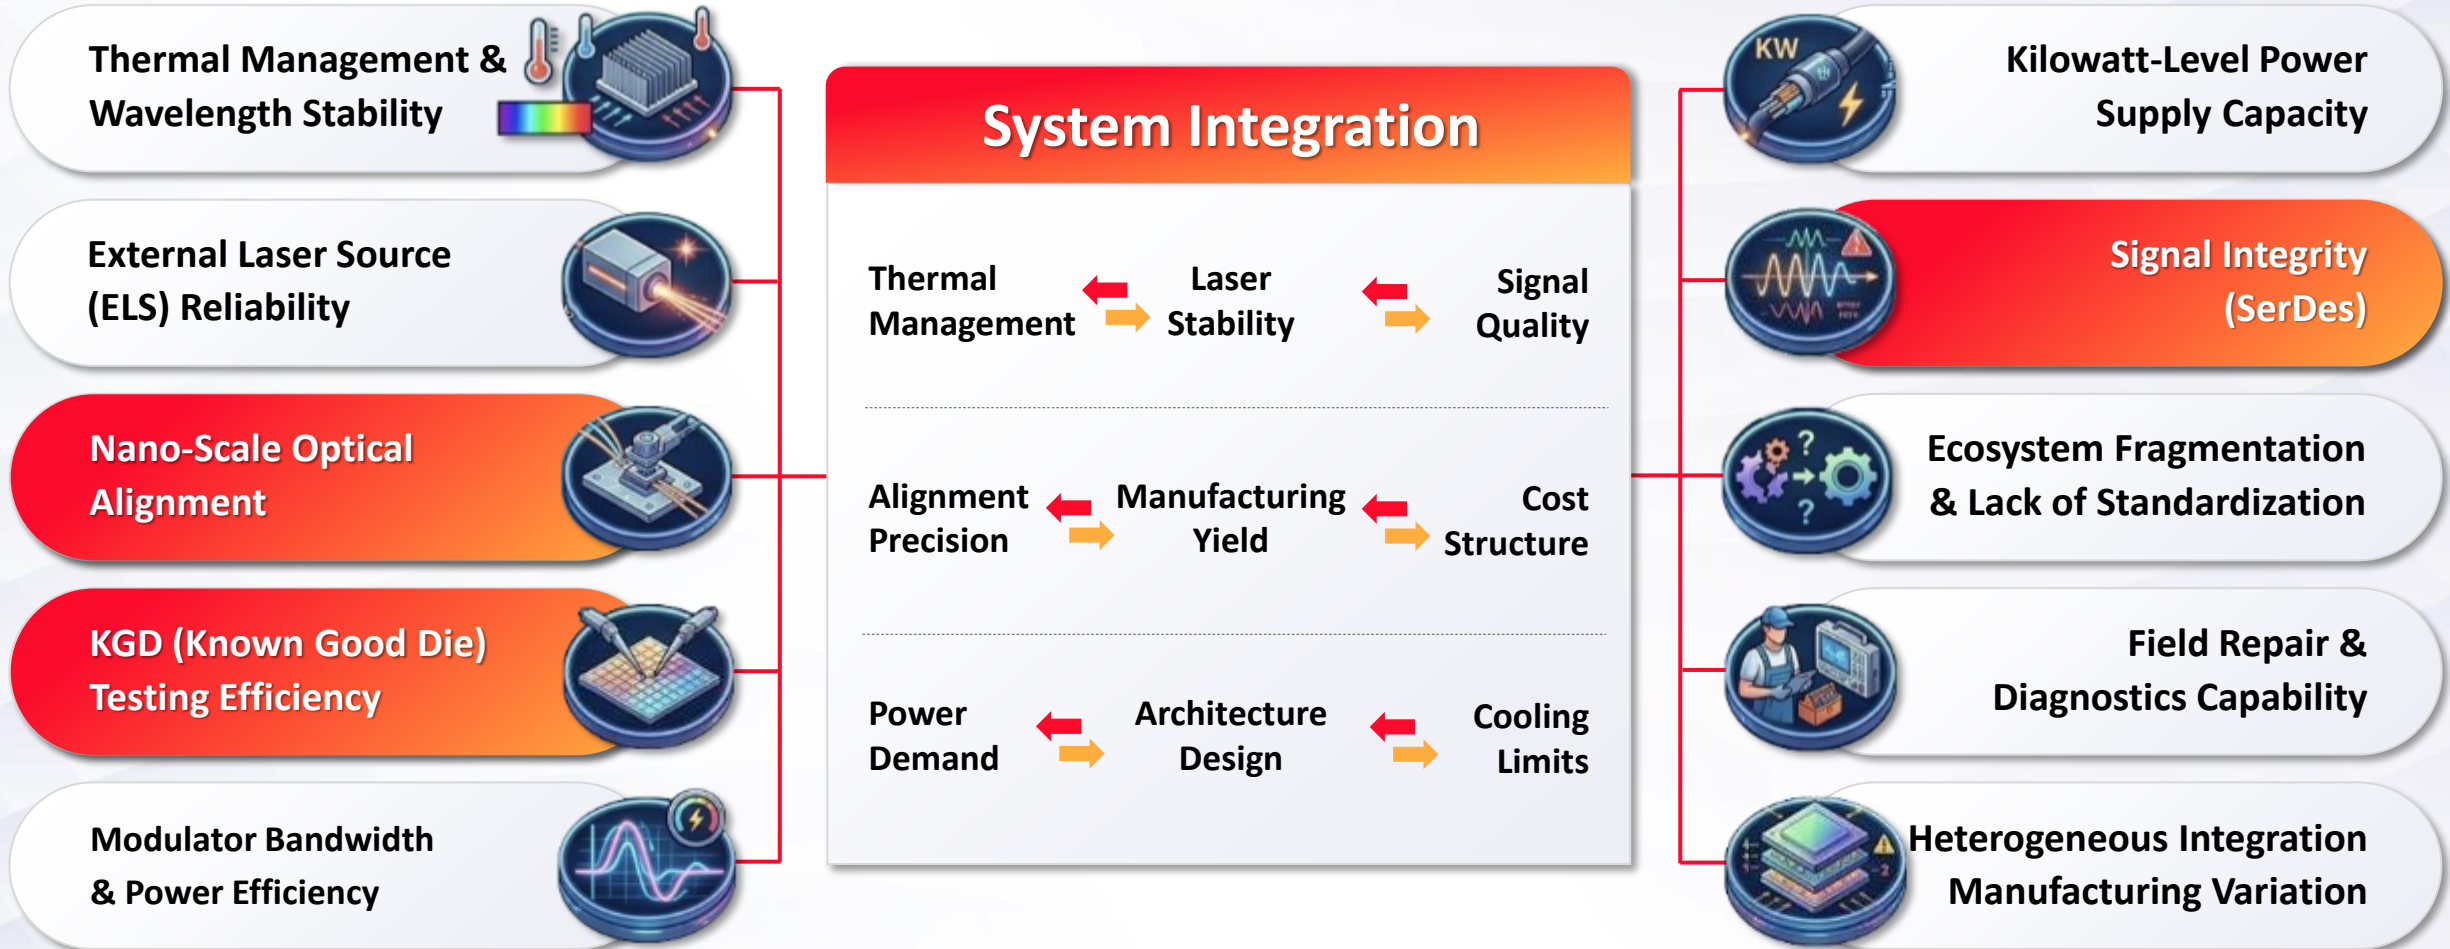 Thermal Management &
Wavelength Stability
External Laser Source
(ELS) Reliability
Nano-Scale Optical
Alignment
KGD (Known Good Die)
Testing Efficiency
Modulator Bandwidth
& Power Efficiency
System Integration
Thermal
Management
Laser
Stability
Signal
Quality
Alignment
Precision
Manufacturing
Yield
Cost
Structure
Power
Demand
Architecture
Design
Cooling
Limits
KW
Kilowatt-Level Power
Supply Capacity
Signal Integrity
(SerDes)
?
?
Ecosystem Fragmentation
& Lack of Standardization
Field Repair &
Diagnostics Capability
Heterogeneous Integration
Manufacturing Variation